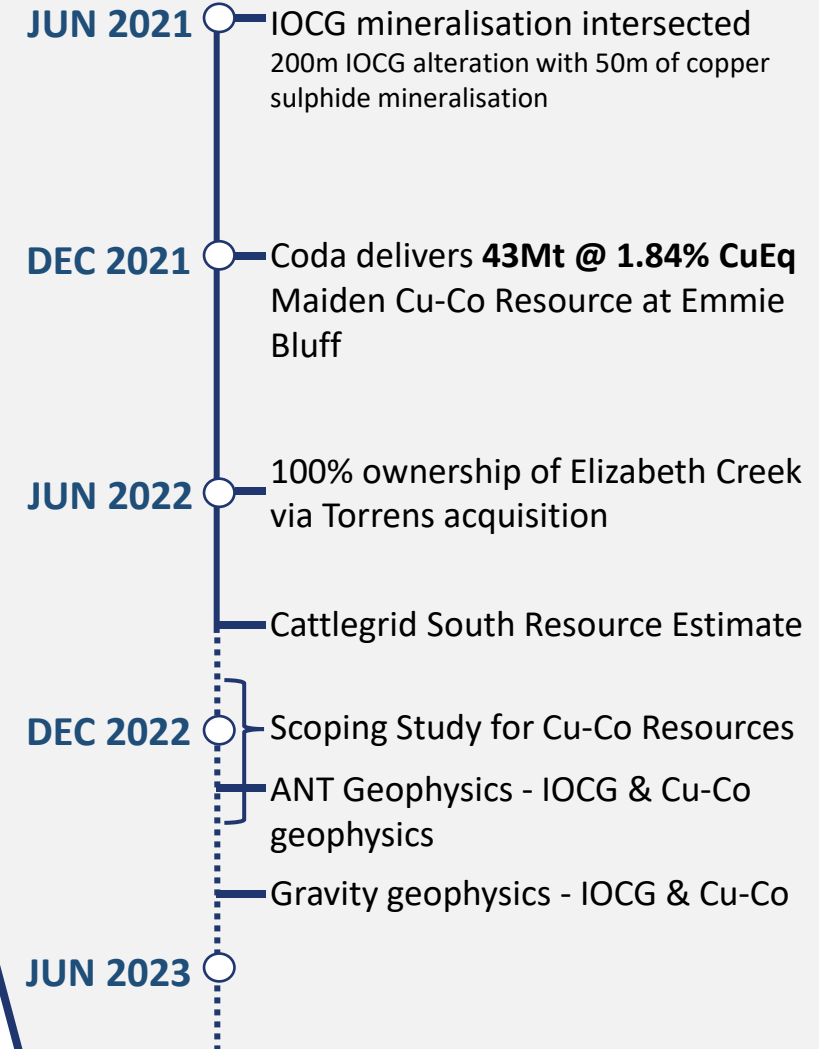 JUN 2021
IOCG mineralisation intersected
200m IOCG alteration with 50m of copper
sulphide mineralisation
DEC 2021
Coda delivers 43Mt @ 1.84% CuEq
Maiden Cu-Co Resource at Emmie
Bluff
JUN 2022
100% ownership of Elizabeth Creek
via Torrens acquisition
Cattlegrid South Resource Estimate
DEC 2022
Scoping Study for Cu-Co Resources
ANT Geophysics - IOCG & Cu-Co
geophysics
Gravity geophysics - IOCG & Cu-Co
JUN 2023